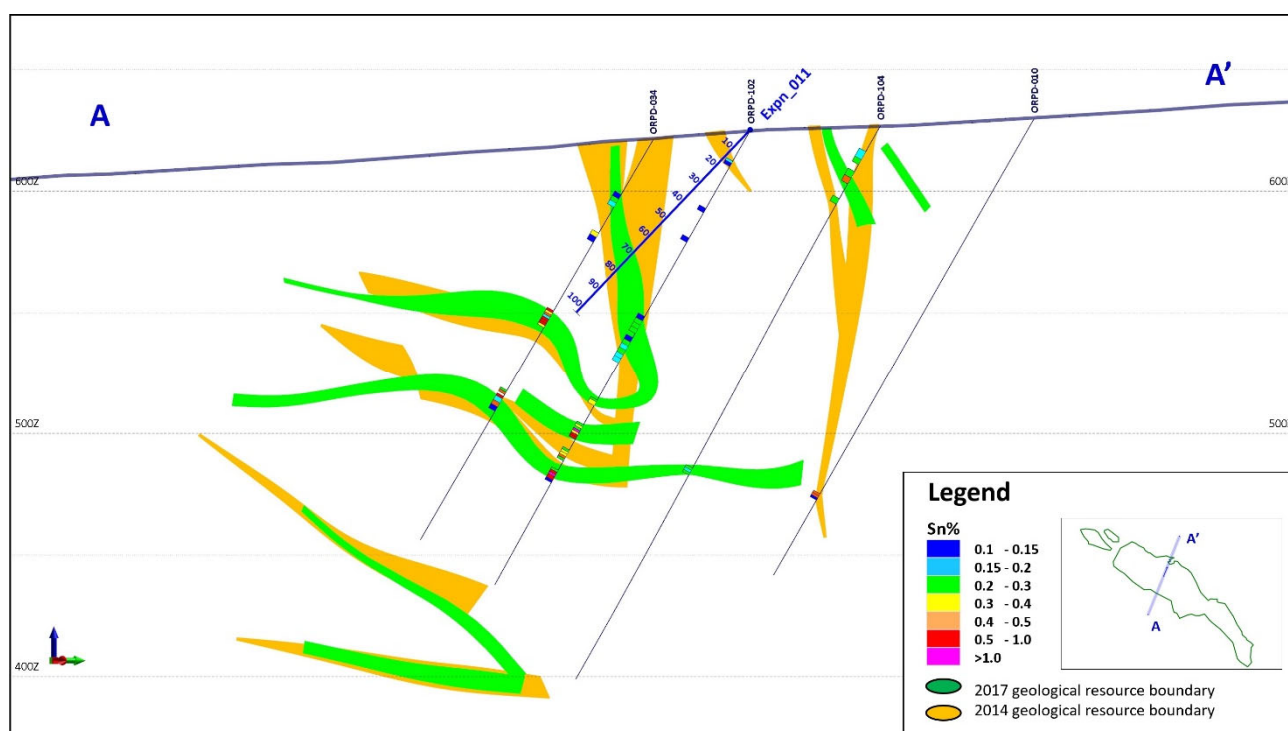 A
A'
ORPD-034
ORPD-102
Expn_011
ORPD-104
ORPD-010
10
20
30
40
50
60
70
80
90
100
600Z
600Z
500Z
500Z
400Z
Legend
Sn%
0.1 - 0.15
0.15 - 0.2
0.2 - 0.3
0.3 - 0.4
0.4 - 0.5
0.5 - 1.0
>1.0
A'
A
2017 geological resource boundary
2014 geological resource boundary